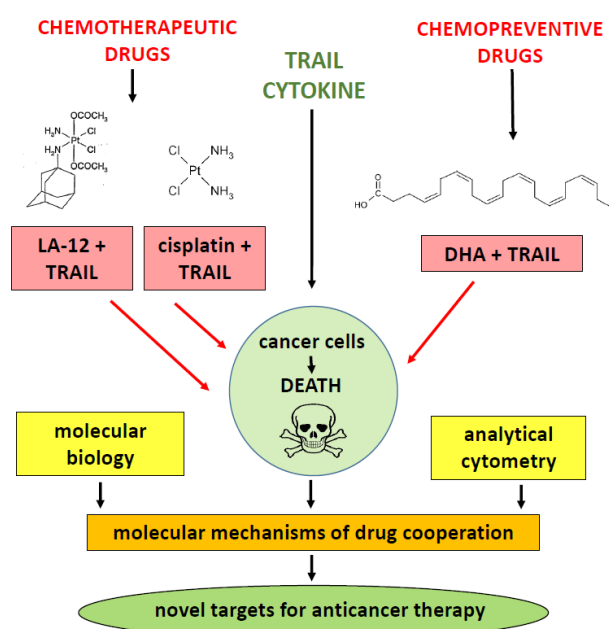 CHEMOTHERAPEUTIC
DRUGS
TRAIL
CYTOKINE
CHEMOPREVENTIVE
DRUGS
OCOCH₃
H₃N
Cl
Pt
Cl
H₂N
OCOCH₃
Cl
NH₃
Pt
Cl
NH₃
O
HO
LA-12 +
TRAIL
cisplatin +
TRAIL
DHA + TRAIL
cancer cells
DEATH
molecular
biology
analytical
cytometry
molecular mechanisms of drug cooperation
novel targets for anticancer therapy